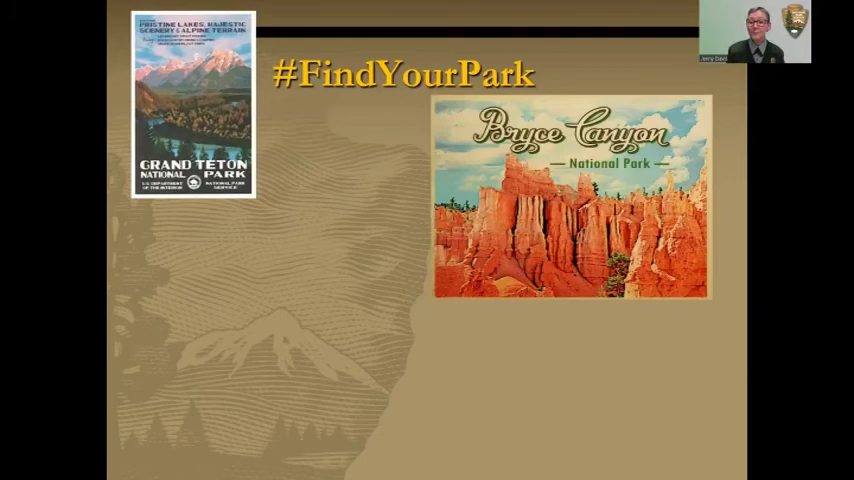 PRISTINE LAKES, MAJESTIC
SCENERY & ALPINE TERRAIN
#FindYourPark
Bryce Canyon
National Park
GRAND TETON
NATIONAL PARK
U.S. DEPARTMENT
OF THE INTERIOR
NATIONAL PARK
SERVICE